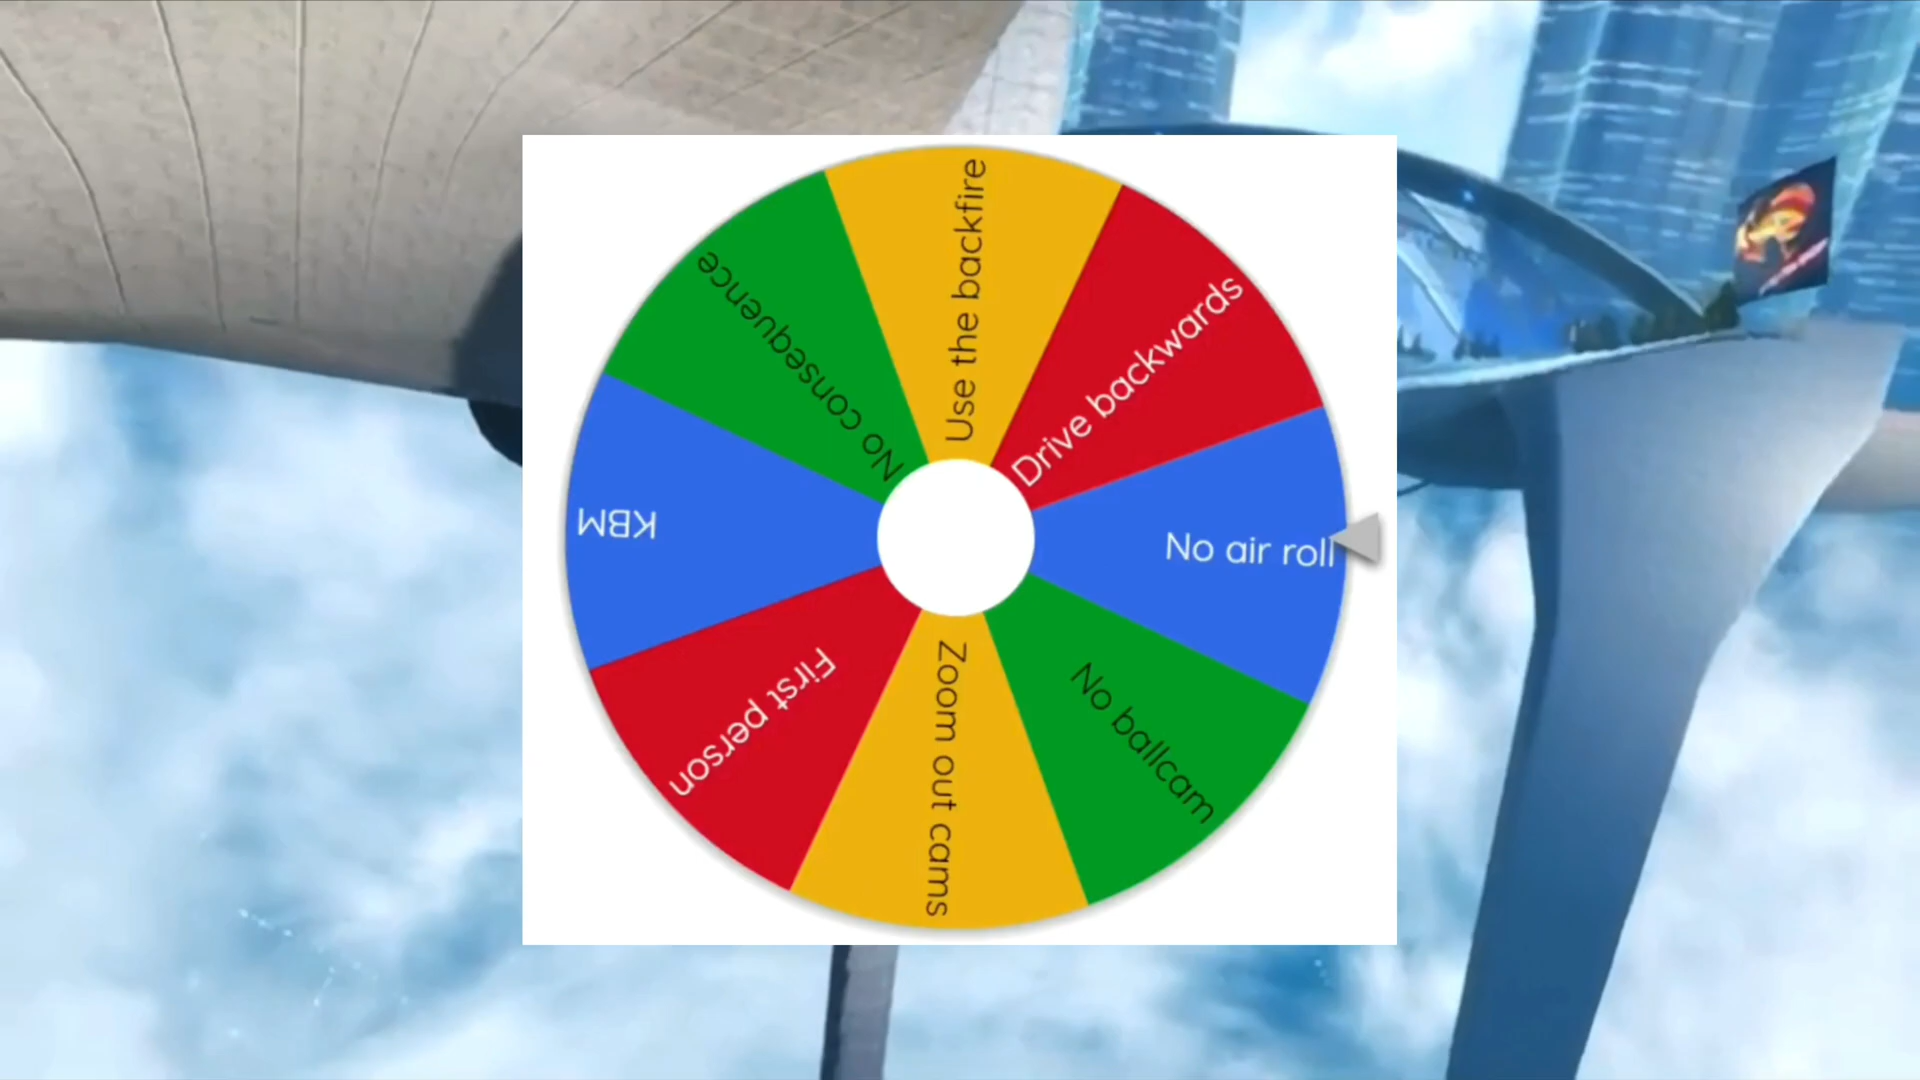 Use the backfire
Drive backwards
No air roll
No ballcam
Zoom out cams
First person
KBM
No consequence